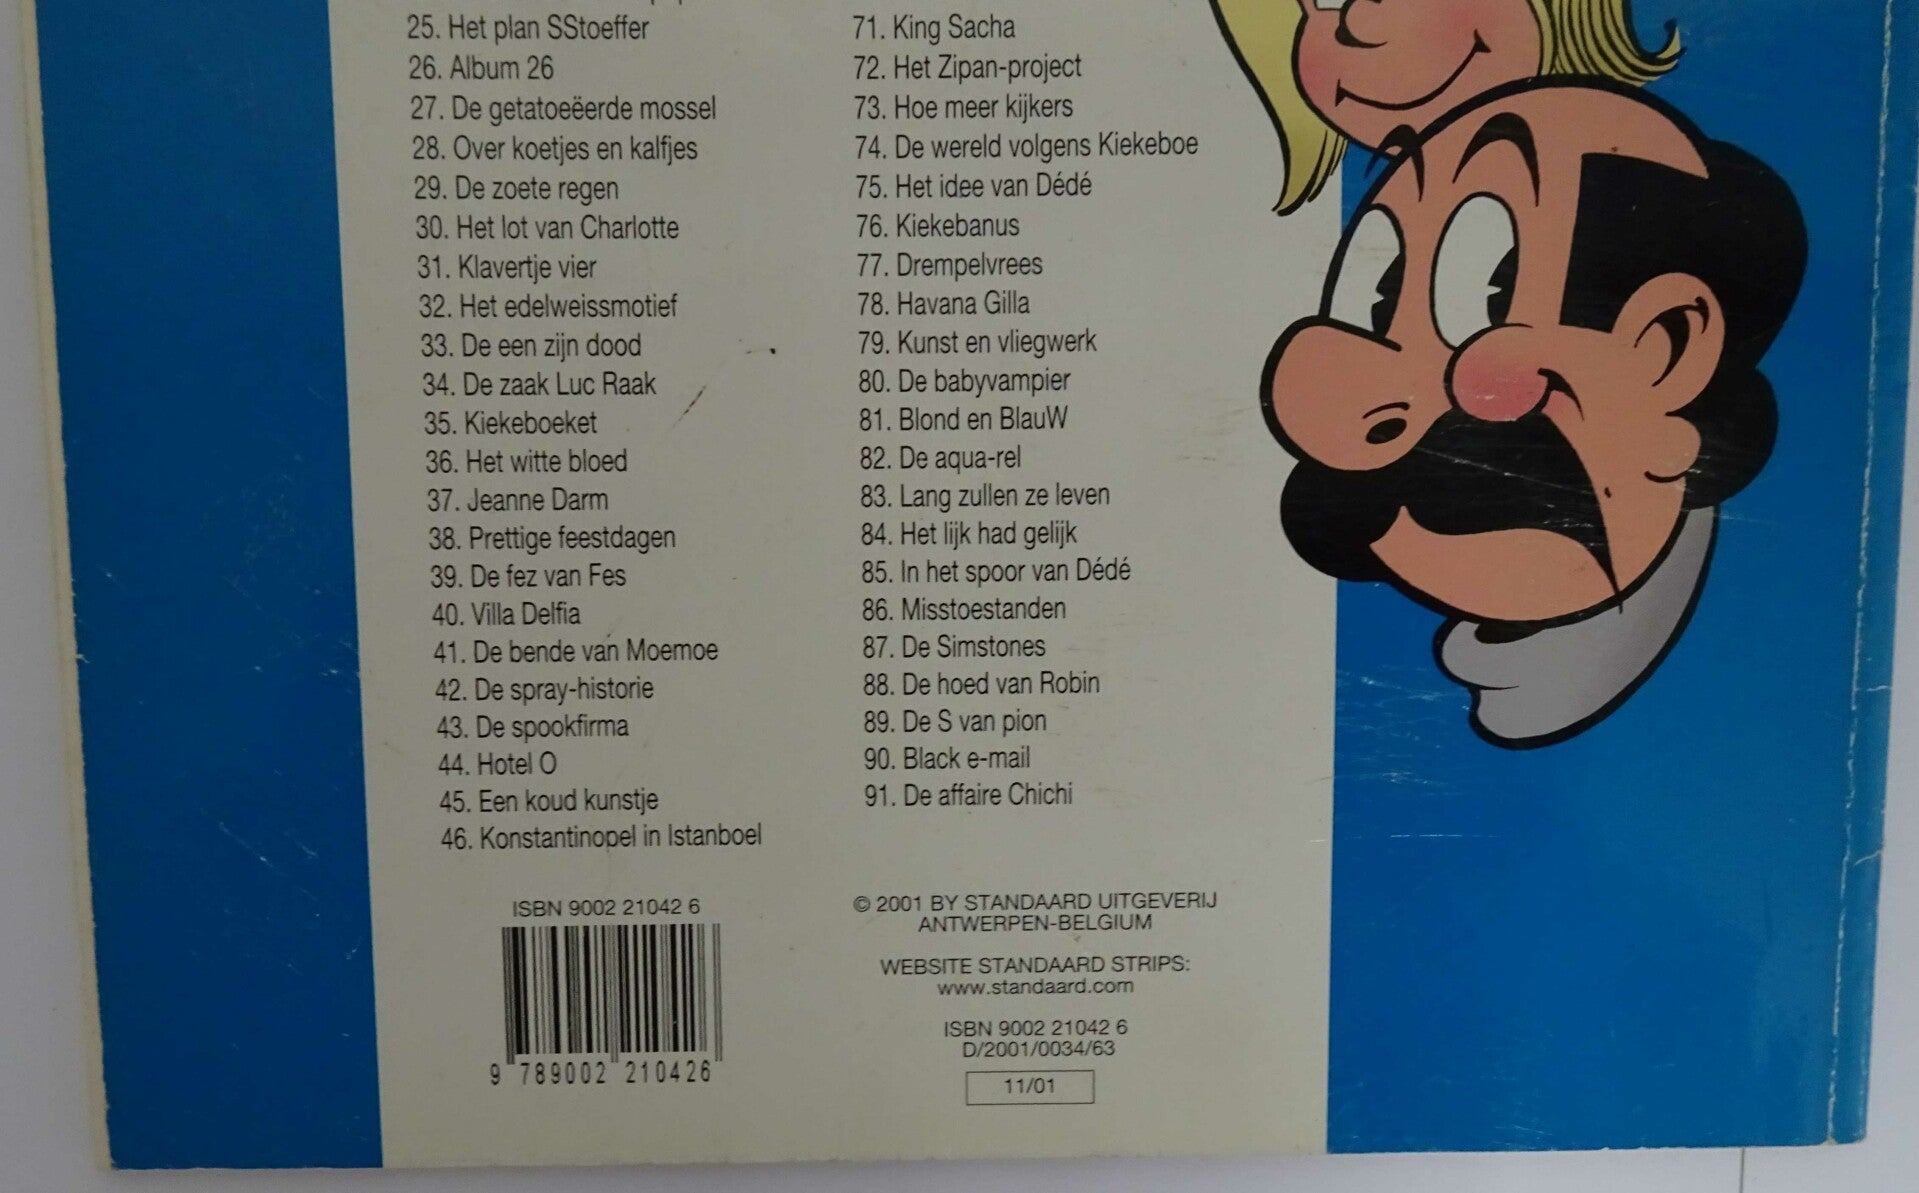 25. Het plan SStoeffer
26. Album 26
27. De getatoeëerde mossel
28. Over koetjes en kalfjes
29. De zoete regen
30. Het lot van Charlotte
31. Klavertje vier
32. Het edelweissmotief
33. De een zijn dood
34. De zaak Luc Raak
35. Kiekeboeket
36. Het witte bloed
37. Jeanne Darm
38. Prettige feestdagen
39. De fez van Fes
40. Villa Delfia
41. De bende van Moemoe
42. De spray-historie
43. De spookfirma
44. Hotel O
45. Een koud kunstje
46. Konstantinopel in Istanboel
71. King Sacha
72. Het Zipan-project
73. Hoe meer kijkers
74. De wereld volgens Kiekeboe
75. Het idee van Dédé
76. Kiekebanus
77. Drempelvrees
78. Havana Gilla
79. Kunst en vliegwerk
80. De babyvampier
81. Blond en BlauW
82. De aqua-rel
83. Lang zullen ze leven
84. Het lijk had gelijk
85. In het spoor van Dédé
86. Misstoestanden
87. De Simstones
88. De hoed van Robin
89. De S van pion
90. Black e-mail
91. De affaire Chichi
ISBN 9002 21042 6
9 789002 210426
© 2001 BY STANDAARD UITGEVERIJ
ANTWERPEN-BELGIUM
WEBSITE STANDAARD STRIPS:
www.standaard.com
ISBN 9002 21042 6
D/2001/0034/63
11/01